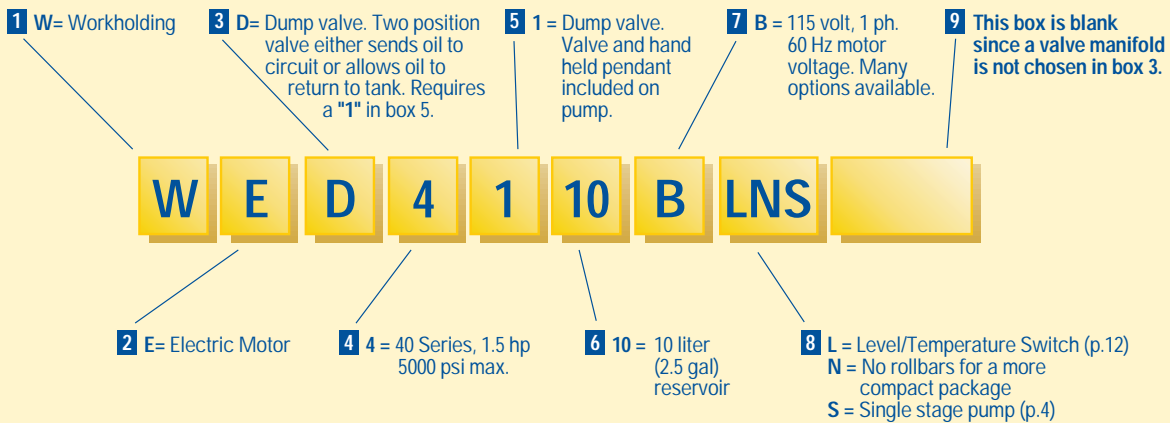 1 W= Workholding
3 D= Dump valve. Two position
valve either sends oil to
circuit or allows oil to
return to tank. Requires
a "1" in box 5.
5 1 = Dump valve.
Valve and hand
held pendant
included on
pump.
7 B = 115 volt, 1 ph.
60 Hz motor
voltage. Many
options available.
9 This box is blank
since a valve manifold
is not chosen in box 3.
W E D 4 1 10 B LNS
2 E= Electric Motor
4 4 = 40 Series, 1.5 hp
5000 psi max.
6 10 = 10 liter
(2.5 gal)
reservoir
8 L = Level/Temperature Switch (p.12)
N = No rollbars for a more
compact package
S = Single stage pump (p.4)